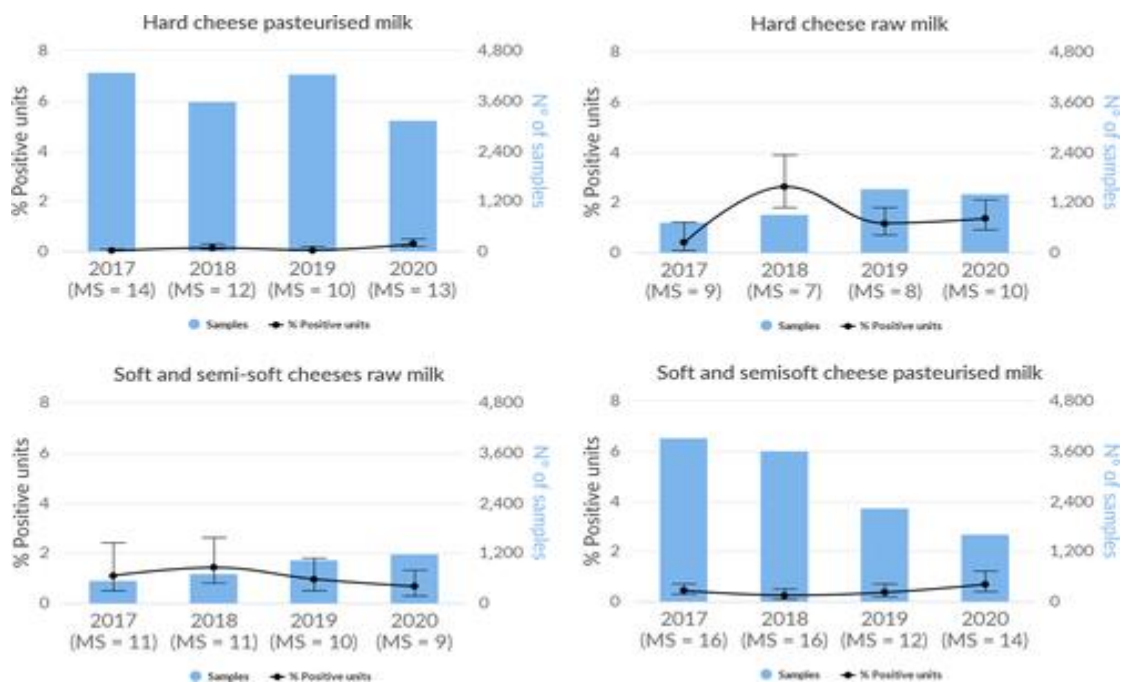 Hard cheese pasteurised milk
% Positive units
8
6
4
2
0
4,800
3,600
2,400
1,200
0
N° of samples
2017 2018 2019 2020
(MS = 14) (MS = 12) (MS = 10) (MS = 13)
Samples % Positive units
Hard cheese raw milk
% Positive units
8
6
4
2
0
4,800
3,600
2,400
1,200
0
N° of samples
2017 2018 2019 2020
(MS = 9) (MS = 7) (MS = 8) (MS = 10)
Samples % Positive units
Soft and semi-soft cheeses raw milk
% Positive units
8
6
4
2
0
4,800
3,600
2,400
1,200
0
N° of samples
2017 2018 2019 2020
(MS = 11) (MS = 11) (MS = 10) (MS = 9)
Samples % Positive units
Soft and semisoft cheese pasteurised milk
% Positive units
8
6
4
2
0
4,800
3,600
2,400
1,200
0
N° of samples
2017 2018 2019 2020
(MS = 16) (MS = 16) (MS = 12) (MS = 14)
Samples % Positive units